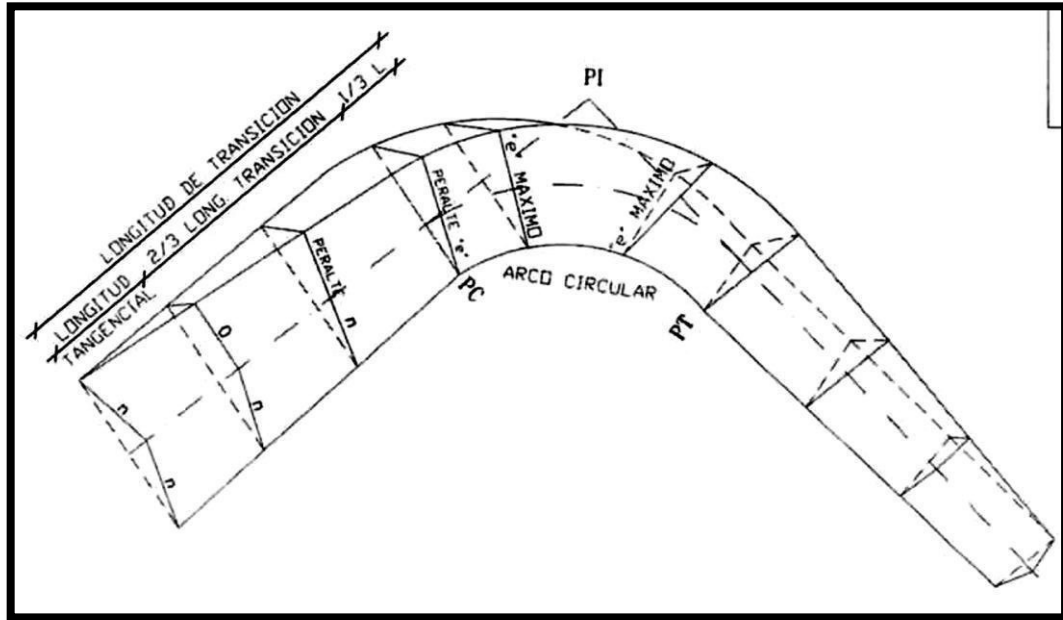 LONGITUD DE TRANSICION
LONGITUD 2/3 LONG. TRANSICION 1/3 L
TANGENCIAL
PI
"e" MAXIMO
"e" MAXIMO
PERALTE "e"
PERALTE n
O
n
n
n
PC
ARCO CIRCULAR
PT